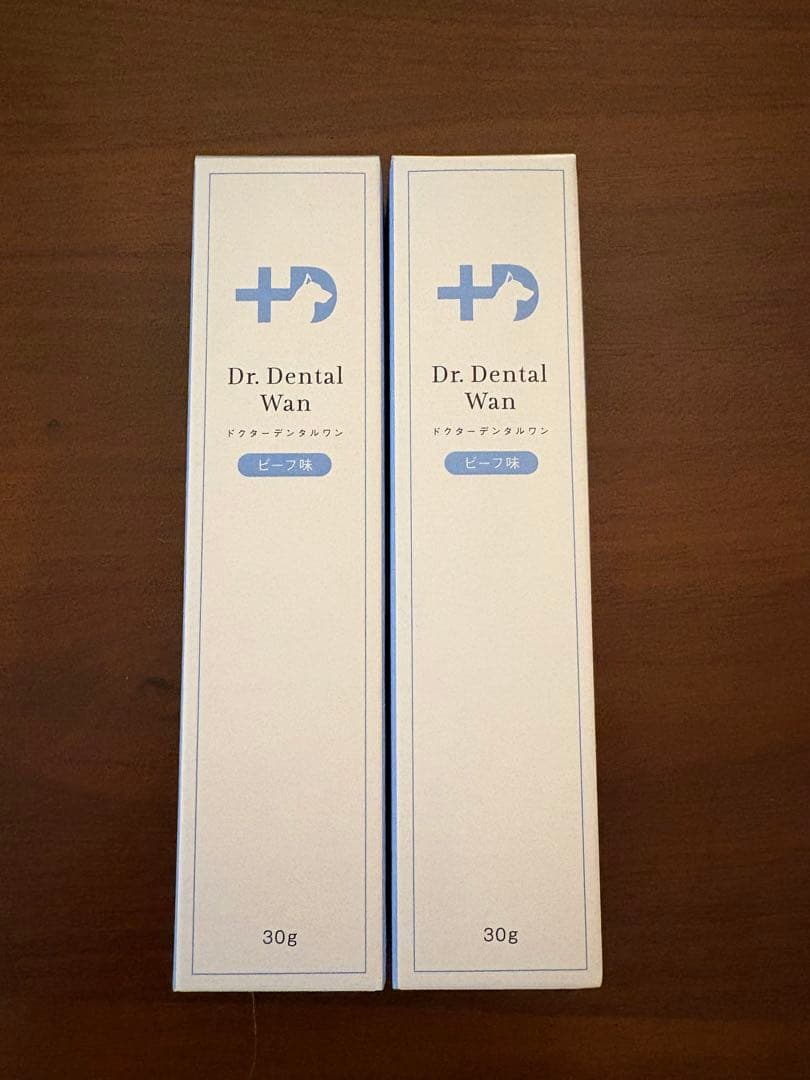 Dr. Dental
Wan
ドクターデンタルワン
ビーフ味
30g
Dr. Dental
Wan
ドクターデンタルワン
ビーフ味
30g